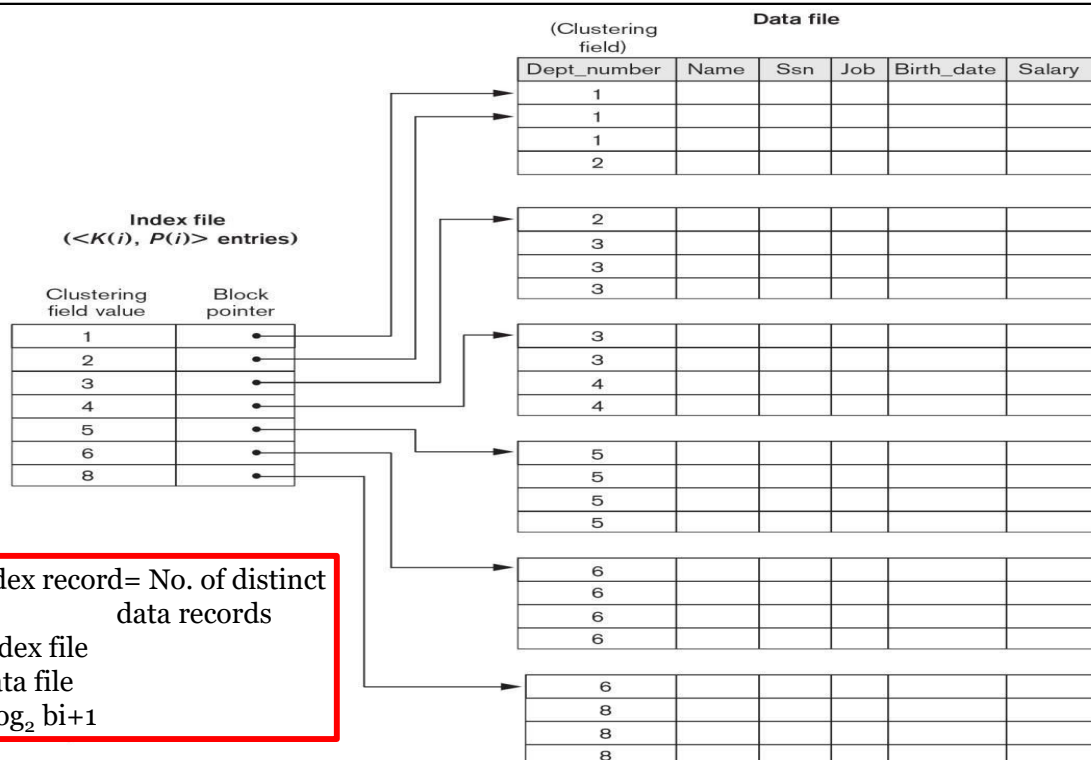 Data file
(Clustering
field)
Dept_number Name Ssn Job Birth_date Salary
1
1
1
2
2
3
3
3
3
3
4
4
5
5
5
5
6
6
6
6
6
8
8
8
Index file
(<K(i), P(i)> entries)
Clustering Block
field value pointer
1
2
3
4
5
6
8
record= No. of distinct
data records
file
file
bi+1